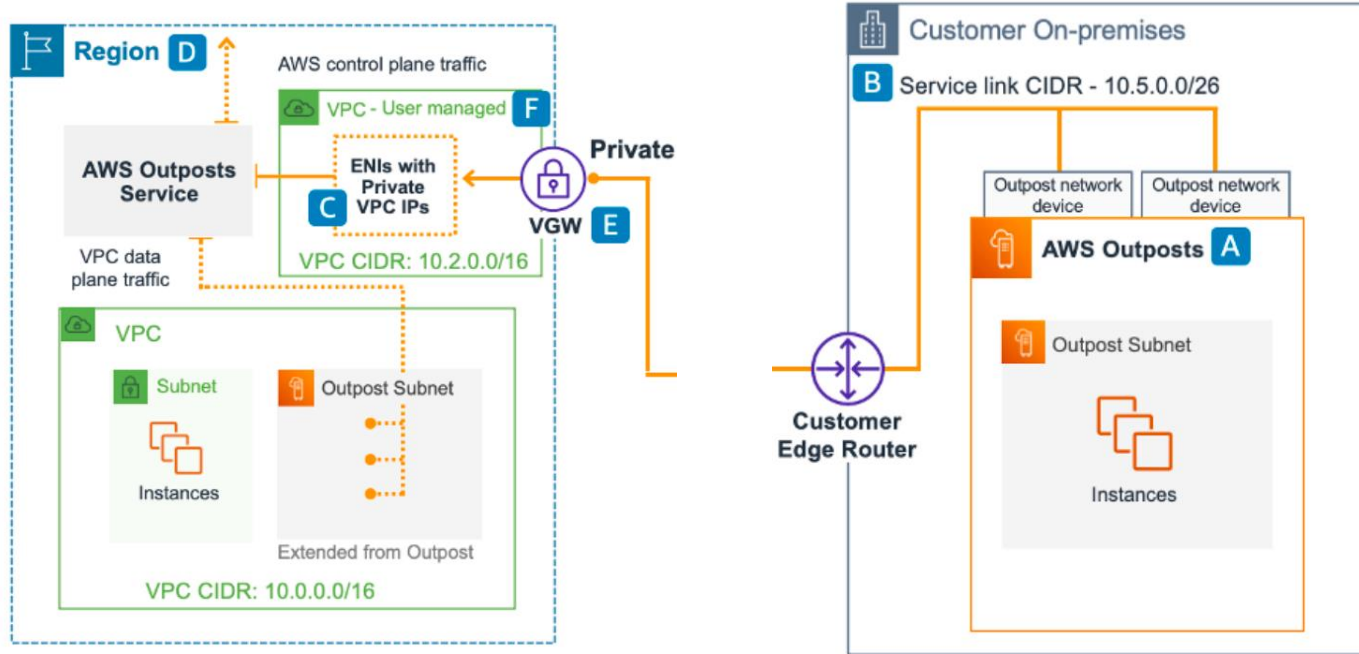 Region D
AWS control plane traffic
VPC - User managed F
AWS Outposts
Service
ENIs with
Private
VPC IPs
C
Private
VGW E
VPC CIDR: 10.2.0.0/16
VPC data
plane traffic
VPC
Subnet
Instances
Outpost Subnet
Extended from Outpost
VPC CIDR: 10.0.0.0/16
Customer On-premises
B Service link CIDR - 10.5.0.0/26
Outpost network
device
Outpost network
device
AWS Outposts A
Outpost Subnet
Instances
Customer
Edge Router